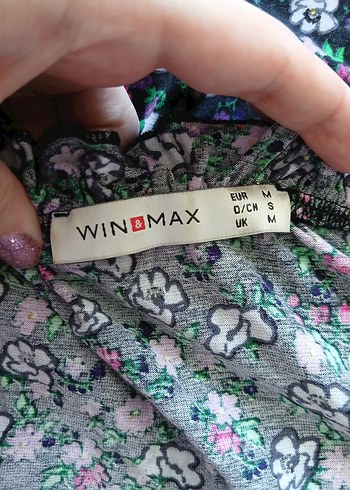 WIN&MAX
EUR M
D/CH S
UK M